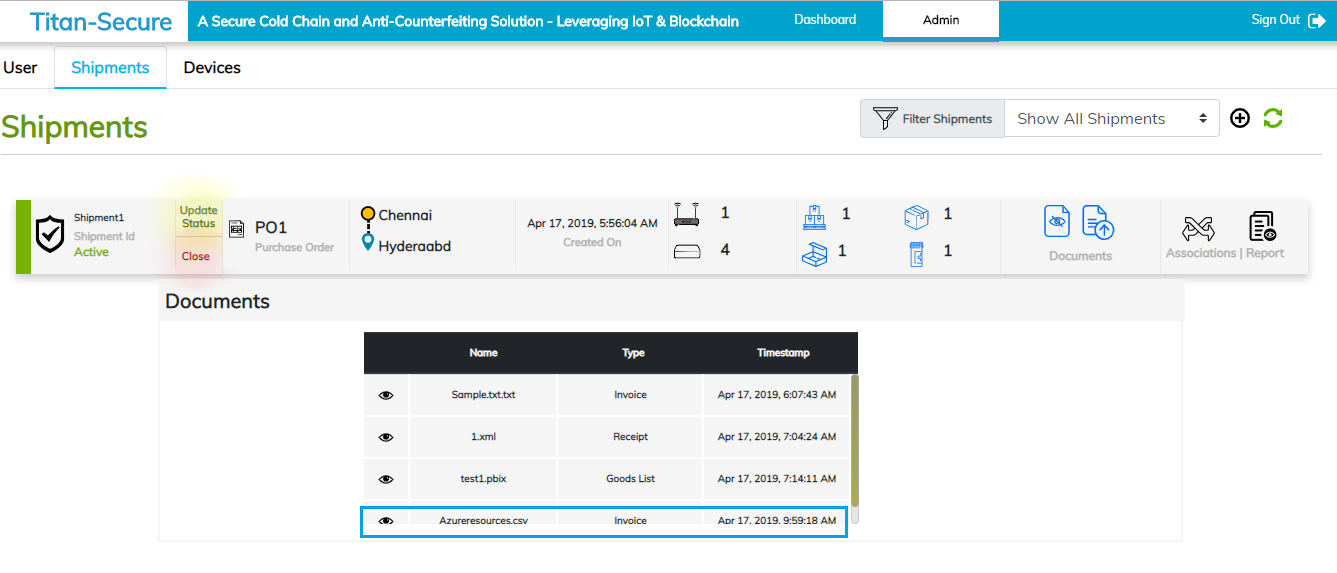 Titan-Secure
A Secure Cold Chain and Anti-Counterfeiting Solution - Leveraging IoT & Blockchain
Dashboard
Admin
Sign Out
User
Shipments
Devices
Shipments
Filter Shipments
Show All Shipments
Shipment1
Shipment Id
Active
Update
Status
Close
PO1
Purchase Order
Chennai
Hyderaabd
Apr 17, 2019, 5:56:04 AM
Created On
1
4
1
1
1
1
Documents
Associations | Report
Documents
Name Type Timestamp
Sample.txt.txt Invoice Apr 17, 2019, 6:07:43 AM
1.xml Receipt Apr 17, 2019, 7:04:24 AM
test1.pbix Goods List Apr 17, 2019, 7:14:11 AM
Azureresources.csv Invoice Apr 17, 2019, 9:59:18 AM